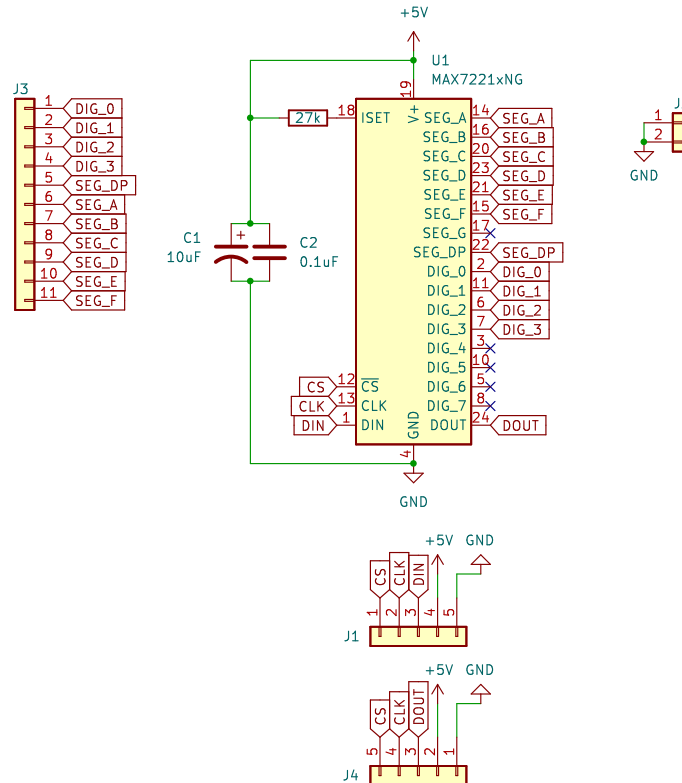 +5V
U1
MAX7221xNG
J3
1 DIG_0
2 DIG_1
3 DIG_2
4 DIG_3
5 SEG_DP
6 SEG_A
7 SEG_B
8 SEG_C
9 SEG_D
10 SEG_E
11 SEG_F
27k
C1
10uF
+
C2
0.1uF
19
V+
18 ISET
SEG_A 14 SEG_A
SEG_B 16 SEG_B
SEG_C 20 SEG_C
SEG_D 23 SEG_D
SEG_E 21 SEG_E
SEG_F 15 SEG_F
SEG_G 17
SEG_DP 22 SEG_DP
DIG_0 2 DIG_0
DIG_1 11 DIG_1
DIG_2 6 DIG_2
DIG_3 7 DIG_3
DIG_4 3
DIG_5 10
DIG_6 5
DIG_7 8
DOUT 24 DOUT
CS 12 CS
CLK 13 CLK
DIN 1 DIN
GND
4
GND
J
1
2
GND
+5V GND
CS CLK DIN
1 2 3 4 5
J1
+5V GND
CS CLK DOUT
5 4 3 2 1
J4